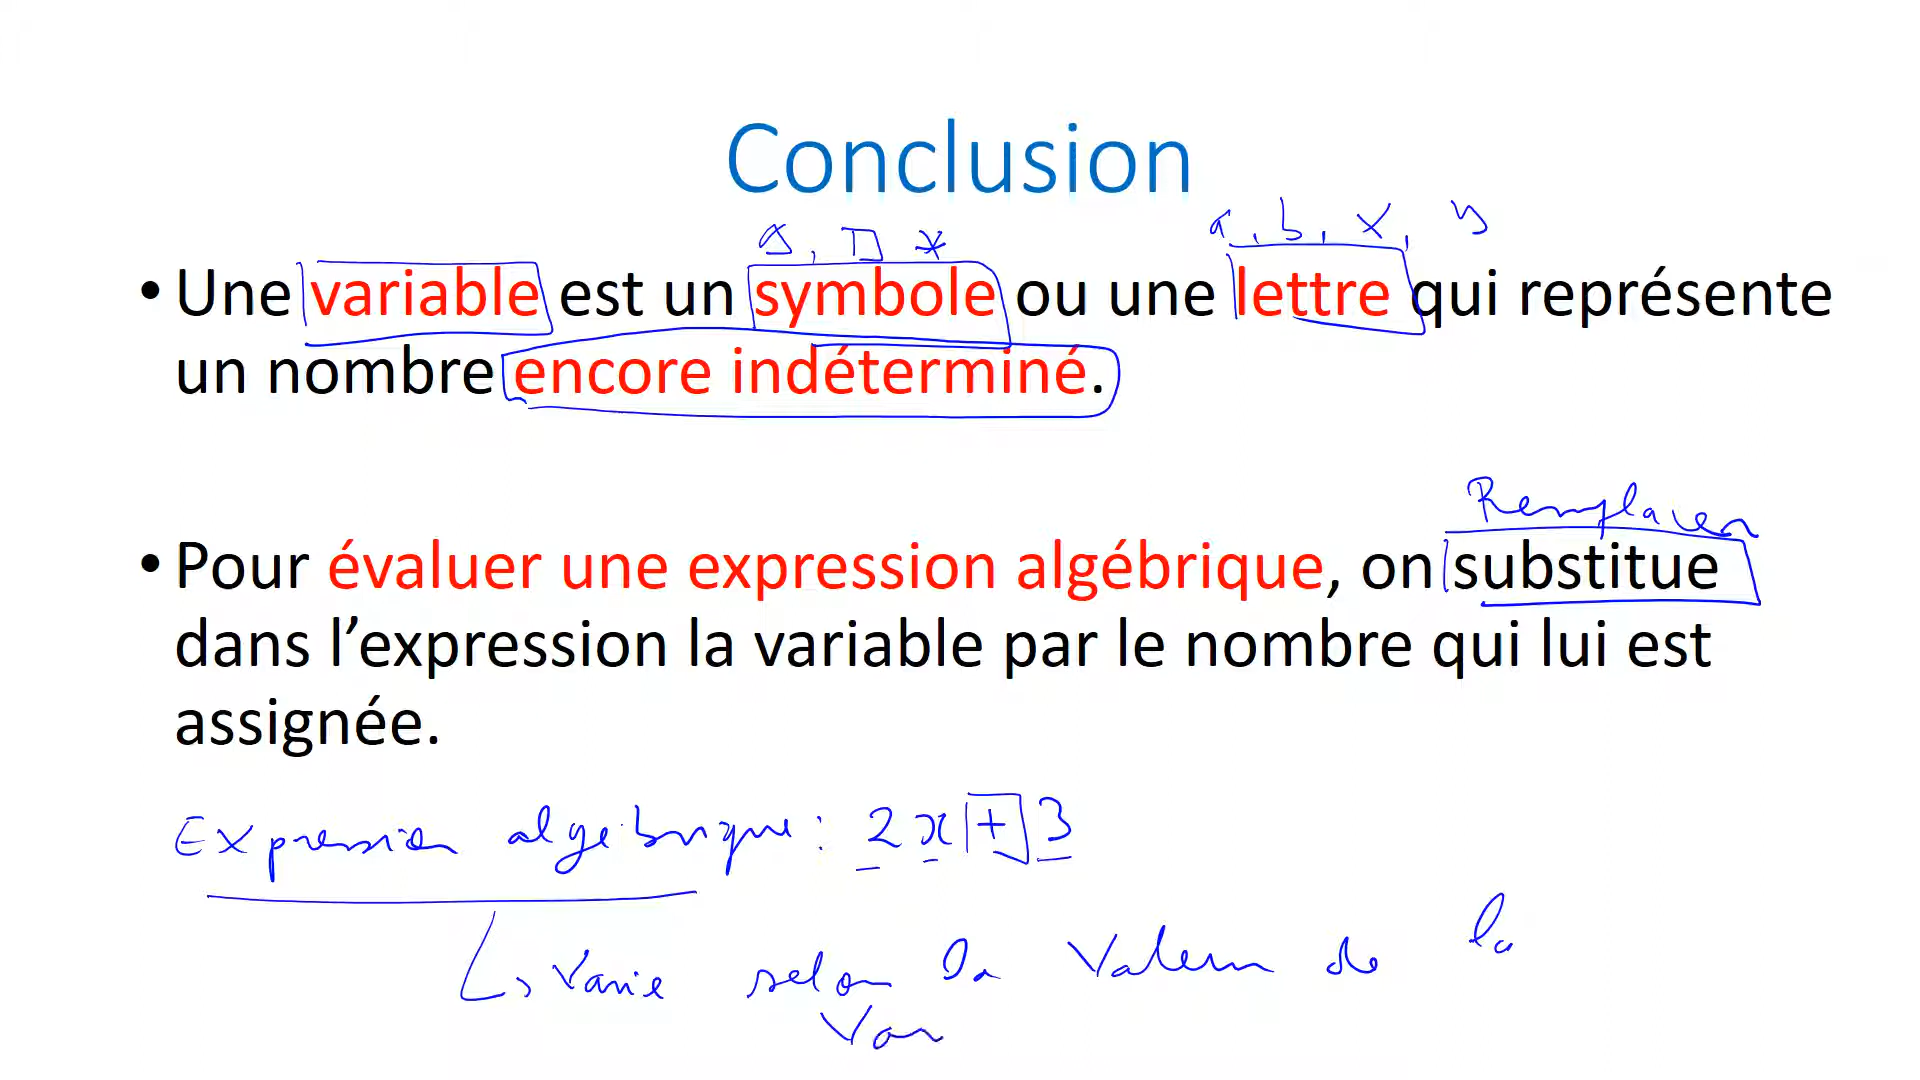 Conclusion
a, b, x, y
• Une variable est un symbole ou une lettre qui représente
un nombre encore indéterminé.
Remplacer
• Pour évaluer une expression algébrique, on substitue
dans l’expression la variable par le nombre qui lui est
assignée.
Expression algebrique : 2x + 3
varie selon la Valeur de la
Var